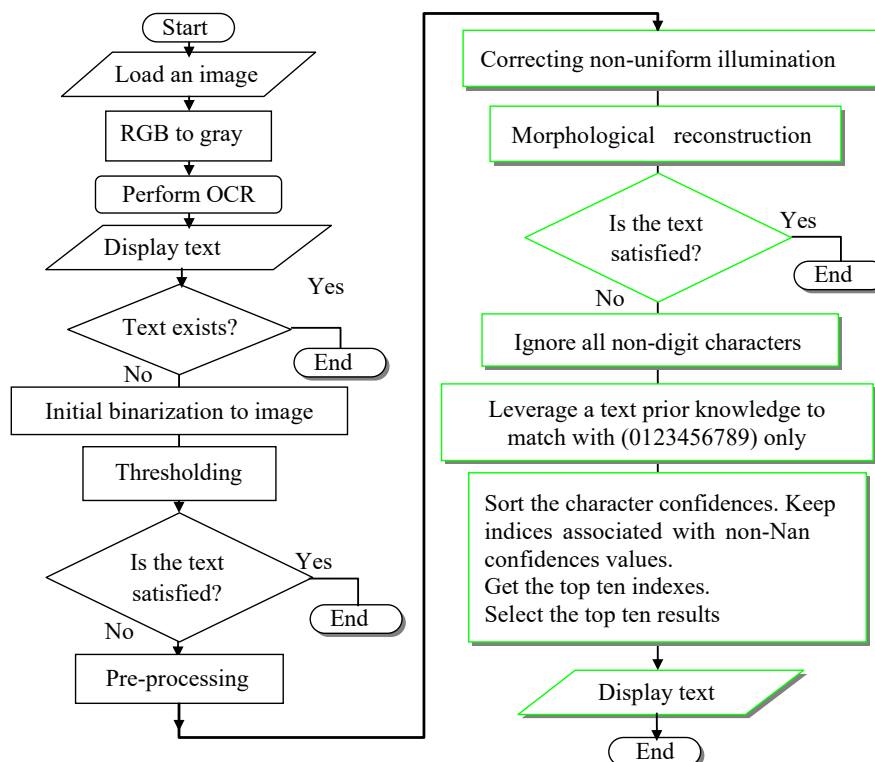 Start
Load an image
RGB to gray
Perform OCR
Display text
Yes
Text exists?
End
No
Initial binarization to image
Thresholding
Is the text
satisfied?
Yes
End
No
Pre-processing
Correcting non-uniform illumination
Morphological reconstruction
Is the text
satisfied?
Yes
End
No
Ignore all non-digit characters
Leverage a text prior knowledge to
match with (0123456789) only
Sort the character confidences. Keep
indices associated with non-Nan
confidences values.
Get the top ten indexes.
Select the top ten results
Display text
End